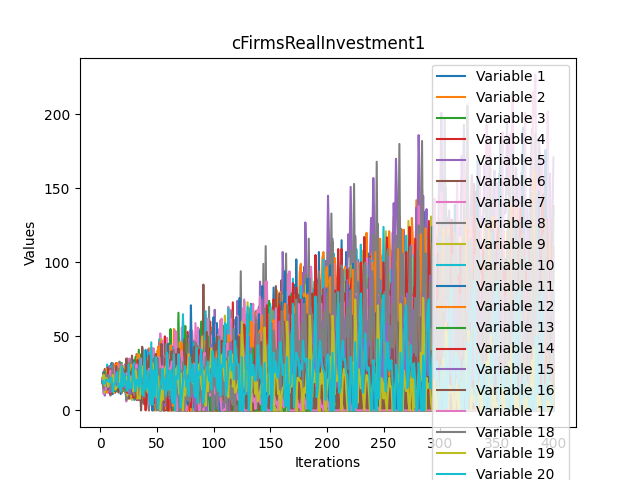 cFirmsRealInvestment1
Values
200
150
100
50
0
0
50
100
150
200
250
300
350
400
Iterations
Variable 1
Variable 2
Variable 3
Variable 4
Variable 5
Variable 6
Variable 7
Variable 8
Variable 9
Variable 10
Variable 11
Variable 12
Variable 13
Variable 14
Variable 15
Variable 16
Variable 17
Variable 18
Variable 19
Variable 20